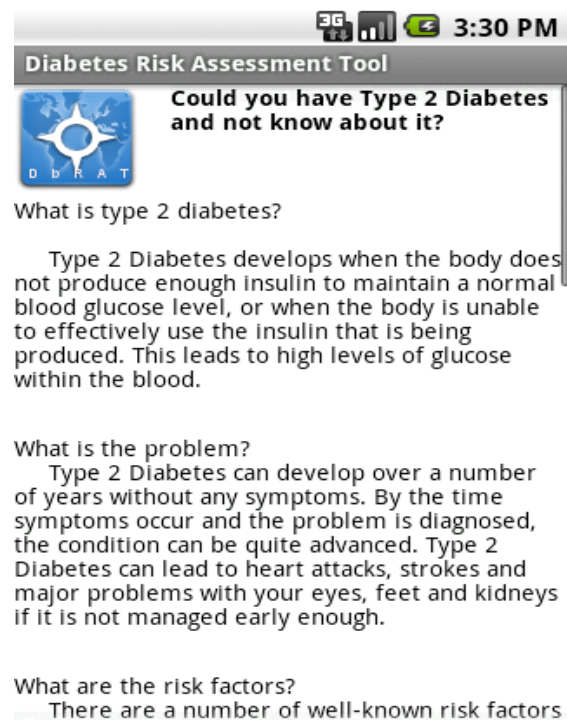 3G 3:30 PM
Diabetes Risk Assessment Tool
Could you have Type 2 Diabetes
and not know about it?
D b R A T
What is type 2 diabetes?
Type 2 Diabetes develops when the body does
not produce enough insulin to maintain a normal
blood glucose level, or when the body is unable
to effectively use the insulin that is being
produced. This leads to high levels of glucose
within the blood.
What is the problem?
Type 2 Diabetes can develop over a number
of years without any symptoms. By the time
symptoms occur and the problem is diagnosed,
the condition can be quite advanced. Type 2
Diabetes can lead to heart attacks, strokes and
major problems with your eyes, feet and kidneys
if it is not managed early enough.
What are the risk factors?
There are a number of well-known risk factors